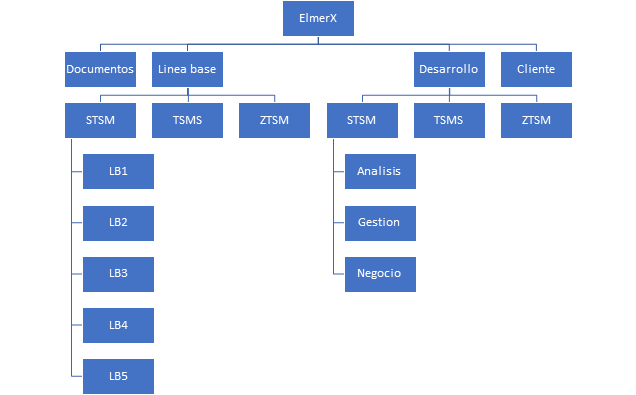 ElmerX
Documentos
Linea base
Desarrollo
Cliente
STSM
TSMS
ZTSM
STSM
TSMS
ZTSM
LB1
Analisis
LB2
Gestion
LB3
Negocio
LB4
LB5